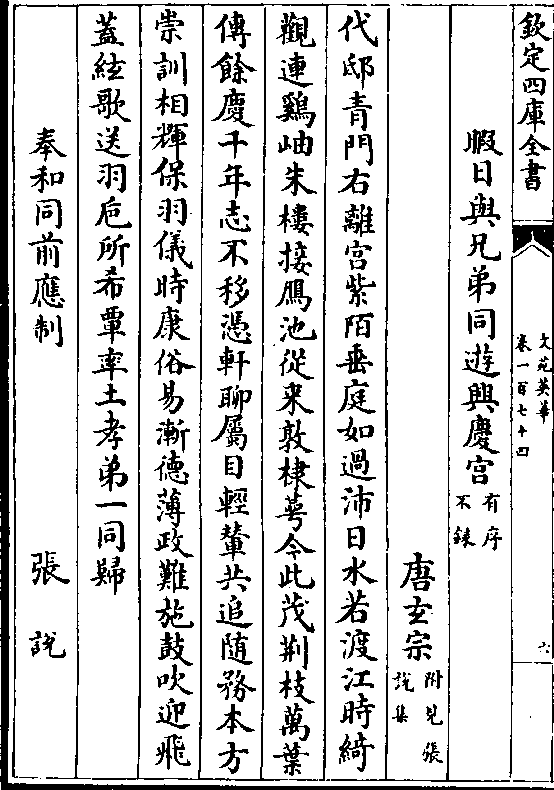 欽定四庫全書
文苑英華
卷一百七十四
六
暇日與兄弟同遊興慶宮有序不録
唐玄宗附見張說集
代邸青門右離宮紫陌垂庭如過沛日水若渡江時綺
觀連鷄岫朱樓接鴈池從来敦棣萼今此茂荆枝萬葉
傳餘慶千年志不移憑軒聊屬目輕輦共追隨務本方
崇訓相輝保羽儀時康俗易漸德薄政難施鼓吹迎飛
蓋絃歌送羽巵所希覃率土孝弟一同歸
奉和同前應制
張說